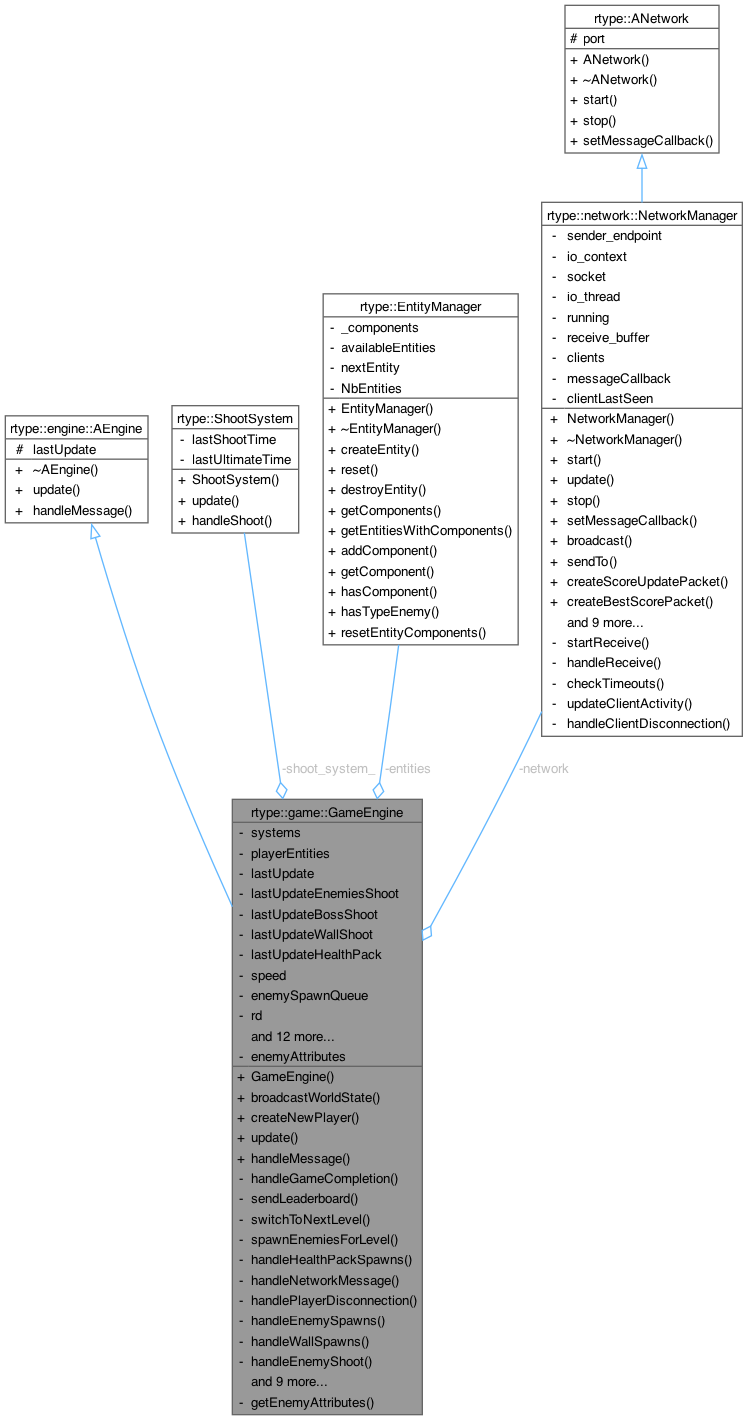 rtype::ANetwork
# port
+ ANetwork()
+ ~ANetwork()
+ start()
+ stop()
+ setMessageCallback()
rtype::network::NetworkManager
- sender_endpoint
- io_context
- socket
- io_thread
- running
- receive_buffer
- clients
- messageCallback
- clientLastSeen
+ NetworkManager()
+ ~NetworkManager()
+ start()
+ update()
+ stop()
+ setMessageCallback()
+ broadcast()
+ sendTo()
+ createScoreUpdatePacket()
+ createBestScorePacket()
and 9 more...
- startReceive()
- handleReceive()
- checkTimeouts()
- updateClientActivity()
- handleClientDisconnection()
rtype::EntityManager
- _components
- availableEntities
- nextEntity
- NbEntities
+ EntityManager()
+ ~EntityManager()
+ createEntity()
+ reset()
+ destroyEntity()
+ getComponents()
+ getEntitiesWithComponents()
+ addComponent()
+ getComponent()
+ hasComponent()
+ hasTypeEnemy()
+ resetEntityComponents()
rtype::ShootSystem
- lastShootTime
- lastUltimateTime
+ ShootSystem()
+ update()
+ handleShoot()
rtype::engine::AEngine
# lastUpdate
+ ~AEngine()
+ update()
+ handleMessage()
-shoot_system_
-entities
-network
rtype::game::GameEngine
- systems
- playerEntities
- lastUpdate
- lastUpdateEnemiesShoot
- lastUpdateBossShoot
- lastUpdateWallShoot
- lastUpdateHealthPack
- speed
- enemySpawnQueue
- rd
and 12 more...
- enemyAttributes
+ GameEngine()
+ broadcastWorldState()
+ createNewPlayer()
+ update()
+ handleMessage()
- handleGameCompletion()
- sendLeaderboard()
- switchToNextLevel()
- spawnEnemiesForLevel()
- handleHealthPackSpawns()
- handleNetworkMessage()
- handlePlayerDisconnection()
- handleEnemySpawns()
- handleWallSpawns()
- handleEnemyShoot()
and 9 more...
- getEnemyAttributes()